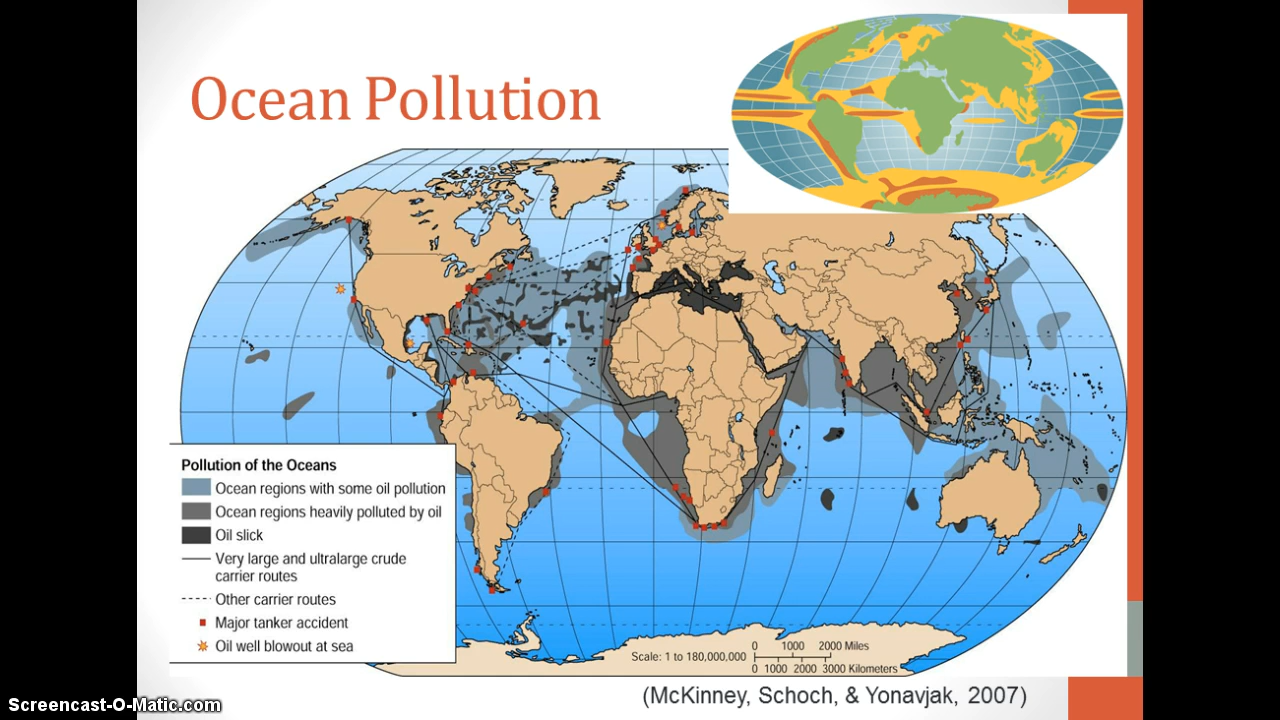 Ocean Pollution
Pollution of the Oceans
Ocean regions with some oil pollution
Ocean regions heavily polluted by oil
Oil slick
Very large and ultralarge crude
carrier routes
Other carrier routes
Major tanker accident
Oil well blowout at sea
0 1000 2000 Miles
Scale: 1 to 180,000,000
0 1000 2000 3000 Kilometers
(McKinney, Schoch, & Yonavjak, 2007)
Screencast-O-Matic.com